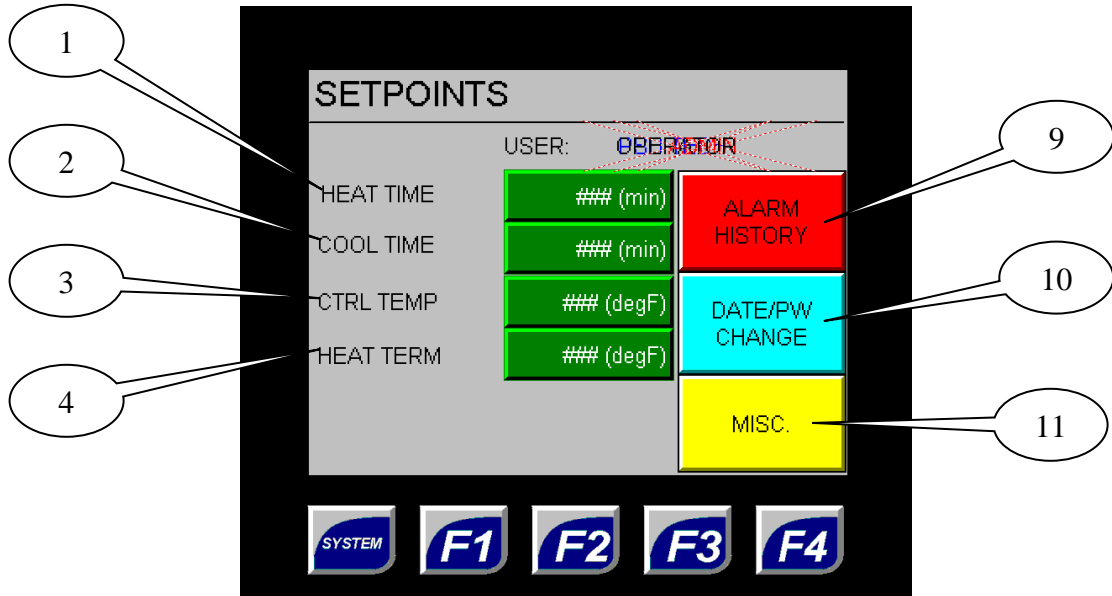 1
SETPOINTS
2
USER: OPERATOR
9
HEAT TIME ### (min) ALARM HISTORY
COOL TIME ### (min)
3
10
CTRL TEMP ### (degF) DATE/PW CHANGE
HEAT TERM ### (degF)
4
MISC.
11
SYSTEM F1 F2 F3 F4